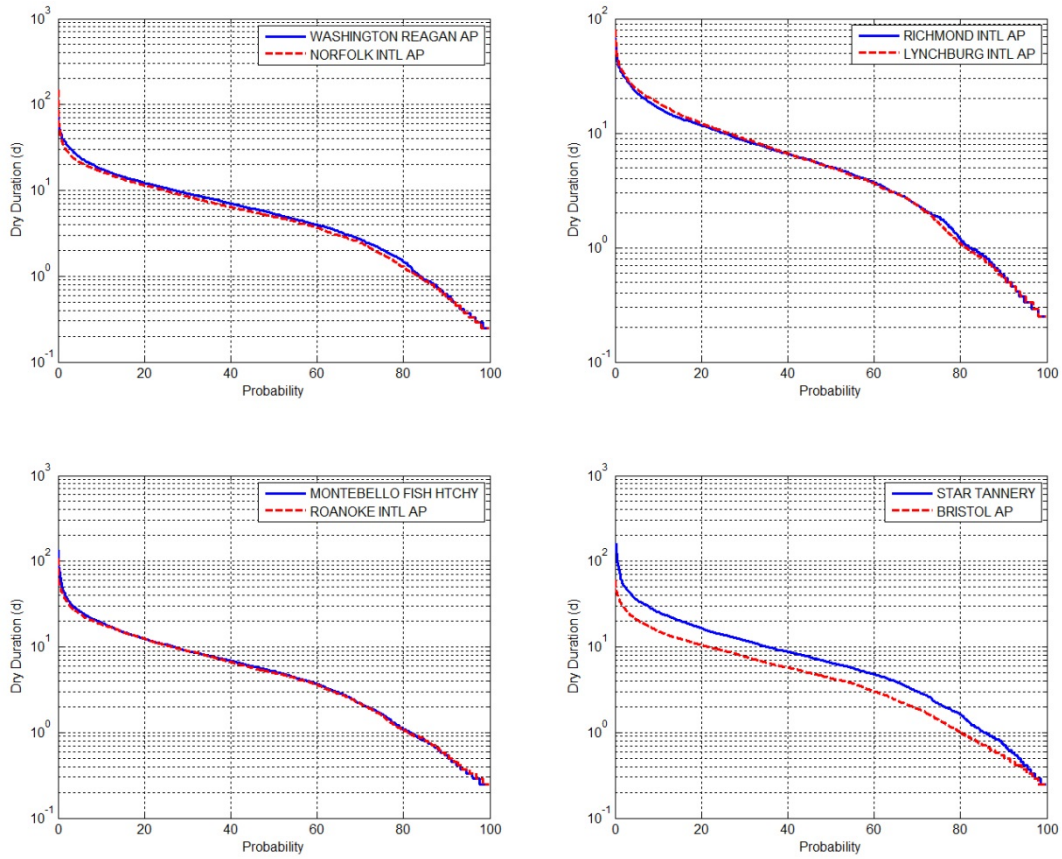 10^3
10^2
10^1
10^0
10^-1
Dry Duration (d)
WASHINGTON REAGAN AP
NORFOLK INTL AP
0 20 40 60 80 100
Probability
10^2
10^1
10^0
10^-1
Dry Duration (d)
RICHMOND INTL AP
LYNCHBURG INTL AP
0 20 40 60 80 100
Probability
10^3
10^2
10^1
10^0
10^-1
Dry Duration (d)
MONTEBELLO FISH HTCHY
ROANOKE INTL AP
0 20 40 60 80 100
Probability
10^3
10^2
10^1
10^0
10^-1
Dry Duration (d)
STAR TANNERY
BRISTOL AP
0 20 40 60 80 100
Probability